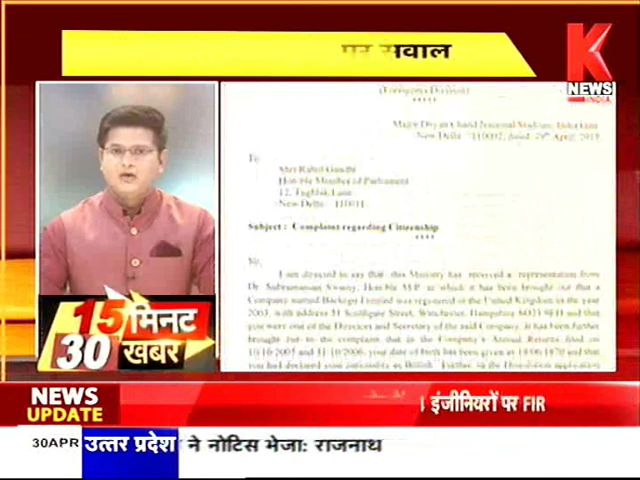 पर सवाल
K
NEWS
INDIA
(Foreigners Division)
*****
Major Dhyan Chand National Stadium, India Gate
New Delhi - 110002, dated 29th April, 2019
To
Shri Rahul Gandhi
Hon'ble Member of Parliament
12, Tughlak Lane
New Delhi - 110011
Subject : Complaint regarding Citizenship
****
Sir,
I am directed to say that this Ministry has received a representation from
Dr. Subramanian Swamy, Hon'ble M.P. in which it has been brought out that a
Company named Backops Limited was registered in the United Kingdom in the year
2003, with address 51 Southgate Street, Winchester, Hampshire
you were one of the Directors and Secretary of the said Company. It has been further
brought out in the complaint that in the Company's Annual Returns filed on
10/10/2005 and 31/10/2006, your date of birth has been given as 19/06/1970 and that
you had declared your nationality as British. Further, in the Dissolution application
15 मिनट
30 खबर
NEWS
UPDATE
इंजीनियरों पर FIR
30APR उत्तर प्रदेश ने नोटिस भेजा: राजनाथ